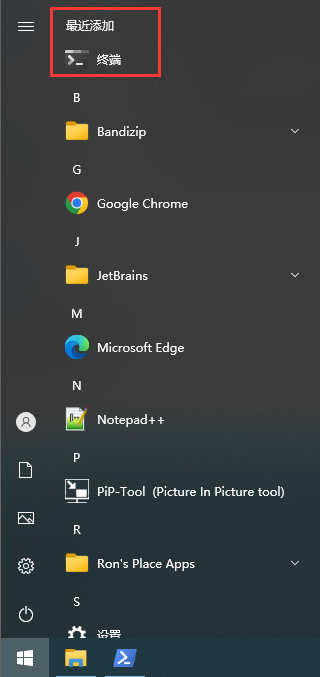 最近添加
终端
B
Bandizip
G
Google Chrome
J
JetBrains
M
Microsoft Edge
N
Notepad++
P
PiP-Tool (Picture In Picture tool)
R
Ron's Place Apps
S
设置